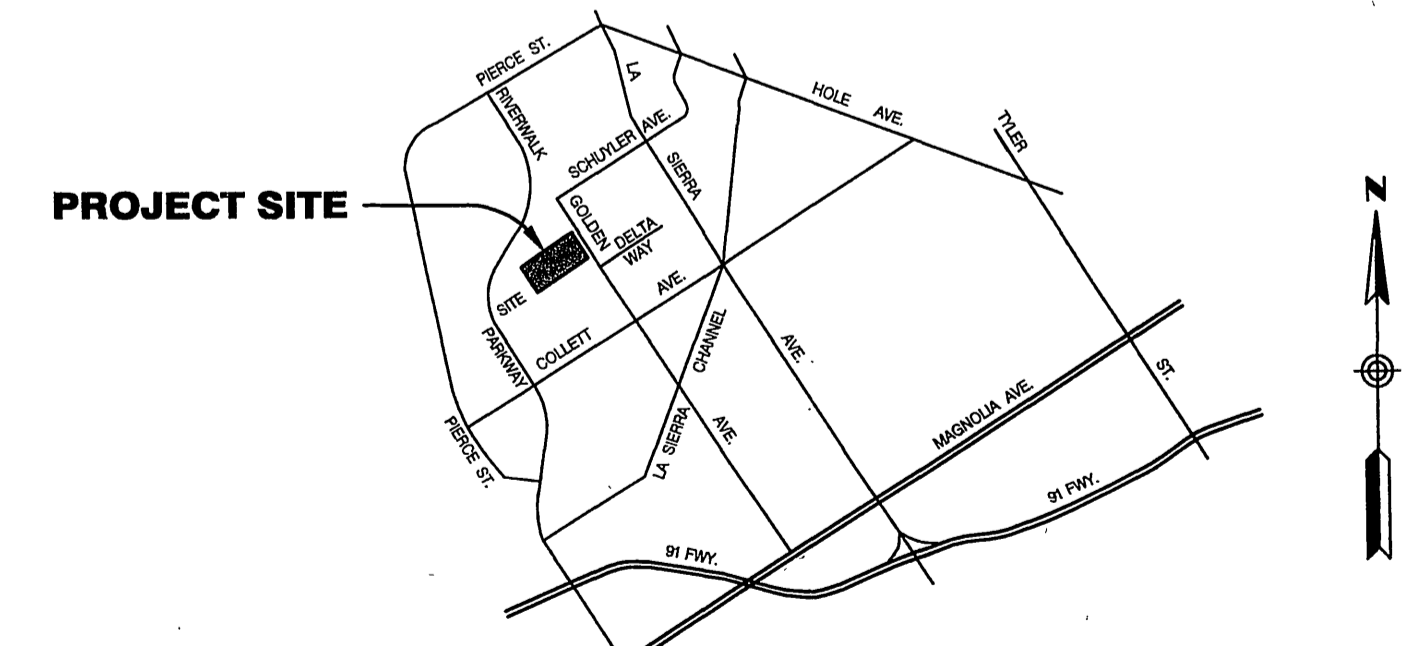 PIERCE ST.
RIVERWALK
LA
HOLE AVE.
TYLER
SCHUYLER AVE.
SIERRA
PROJECT SITE
GOLDEN
DELTA
WAY
N
SITE
AVE.
COLLETT
PARKWAY
CHANNEL
AVE.
ST.
MAGNOLIA AVE.
PIERCE ST.
LA SIERRA
AVE.
91 FWY.
91 FWY.